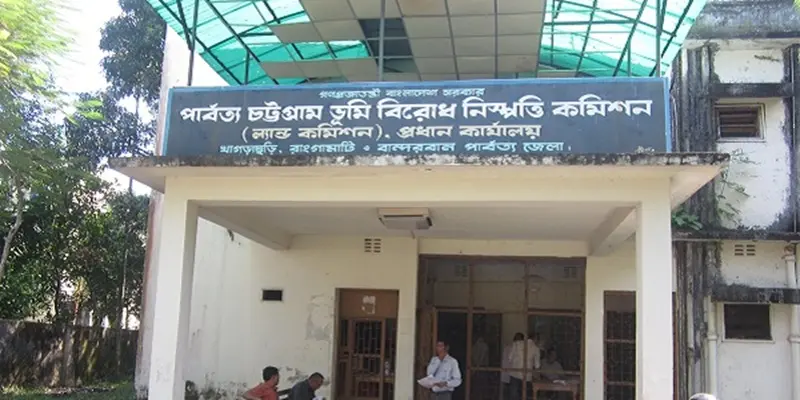 গণপ্রজাতন্ত্রী বাংলাদেশ সরকার
পার্বত্য চট্টগ্রাম ভূমি বিরোধ নিস্পত্তি কমিশন
(ল্যান্ড কমিশন), প্রধান কার্যালয়
খাগড়াছড়ি, রাংগামাটি ও বান্দরবান পার্বত্য জেলা।